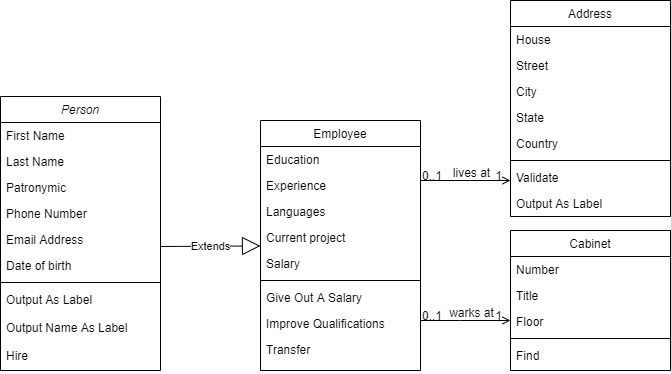 Person
First Name
Last Name
Patronymic
Phone Number
Email Address
Date of birth
Output As Label
Output Name As Label
Hire
Extends
Employee
Education
Experience
Languages
Current project
Salary
Give Out A Salary
Improve Qualifications
Transfer
0..1 lives at 1
0..1 warks at 1
Address
House
Street
City
State
Country
Validate
Output As Label
Cabinet
Number
Title
Floor
Find